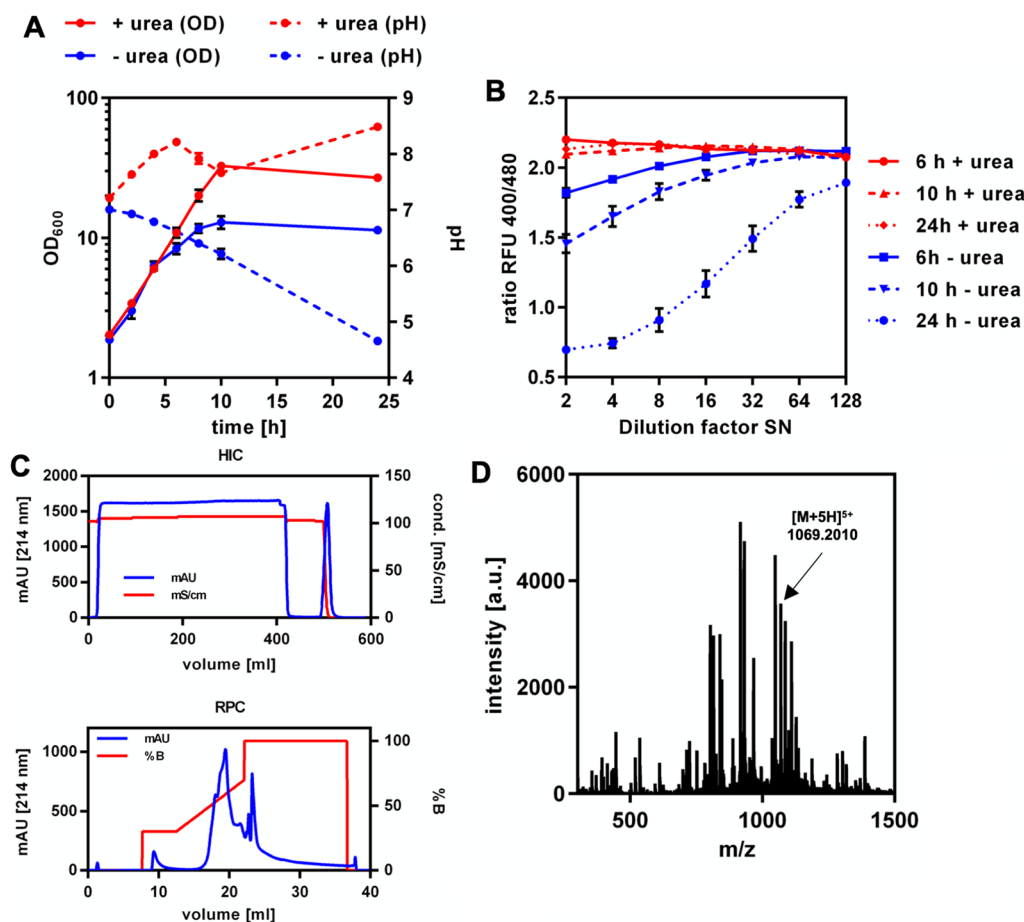 A
+ urea (OD)
+ urea (pH)
- urea (OD)
- urea (pH)
100
10
1
OD600
9
8
7
6
5
4
pH
0
5
10
15
20
25
time [h]
B
2.5
2.0
1.5
1.0
0.5
ratio RFU 400/480
2
4
8
16
32
64
128
Dilution factor SN
6 h + urea
10 h + urea
24h + urea
6h - urea
10 h - urea
24 h - urea
C
HIC
2000
1500
1000
500
0
mAU [214 nm]
150
100
50
0
cond. [mS/cm]
mAU
mS/cm
0
200
400
600
volume [ml]
RPC
1000
500
0
mAU [214 nm]
100
50
0
%B
mAU
%B
0
10
20
30
40
volume [ml]
D
6000
4000
2000
0
intensity [a.u.]
[M+5H]5+
1069.2010
500
1000
1500
m/z